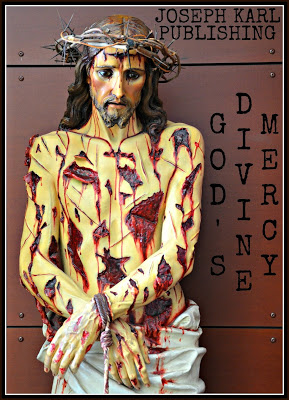 JOSEPH KARL
PUBLISHING
GOD'S
DIVINE
MERCY